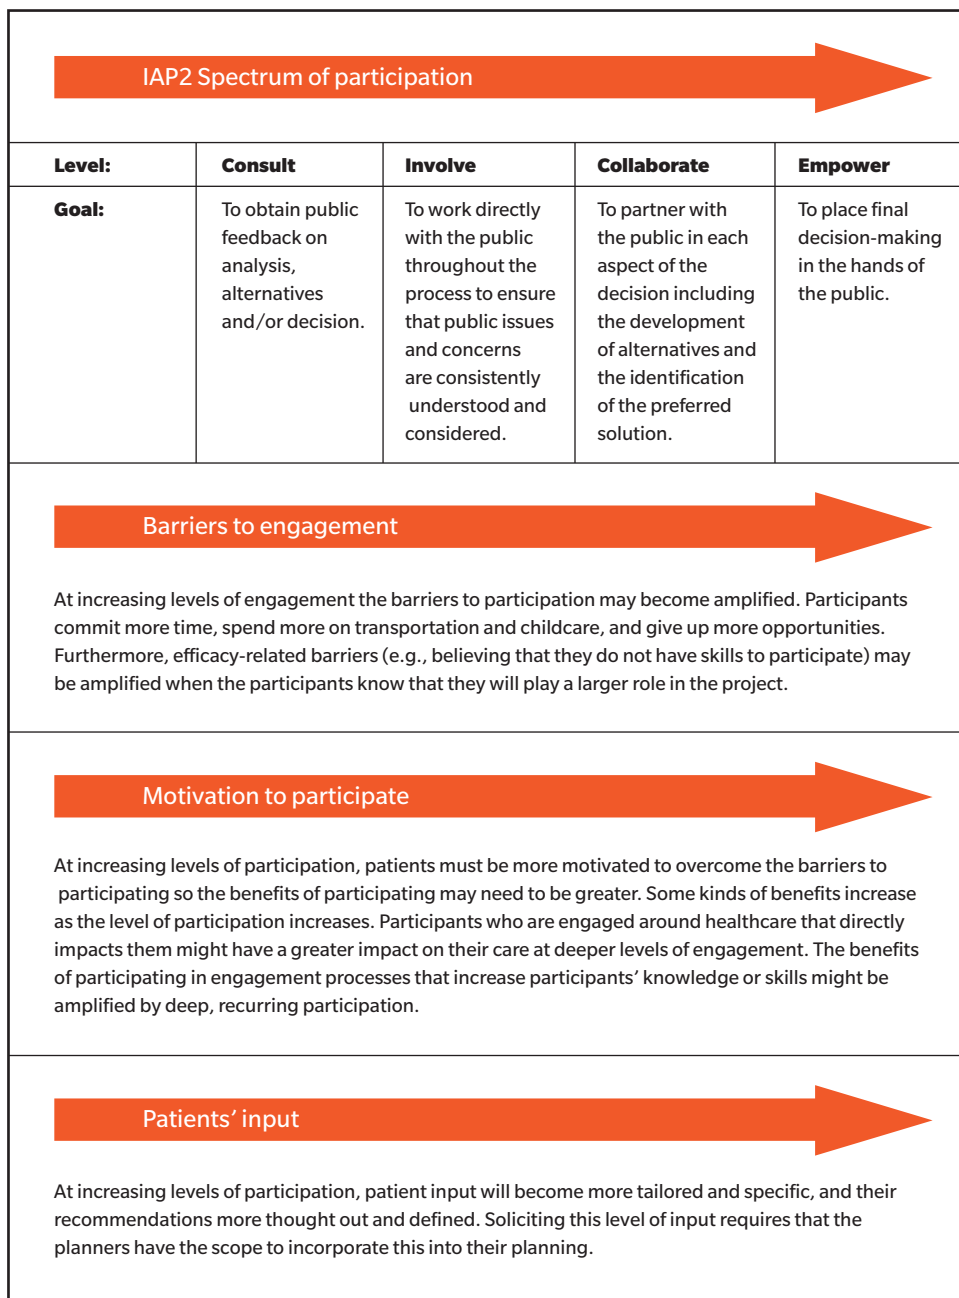 IAP2 Spectrum of participation
Level:
Consult
Involve
Collaborate
Empower
Goal:
To obtain public
feedback on
analysis,
alternatives
and/or decision.
To work directly
with the public
throughout the
process to ensure
that public issues
and concerns
are consistently
understood and
considered.
To partner with
the public in each
aspect of the
decision including
the development
of alternatives and
the identification
of the preferred
solution.
To place final
decision-making
in the hands of
the public.
Barriers to engagement
At increasing levels of engagement the barriers to participation may become amplified. Participants
commit more time, spend more on transportation and childcare, and give up more opportunities.
Furthermore, efficacy-related barriers (e.g., believing that they do not have skills to participate) may
be amplified when the participants know that they will play a larger role in the project.
Motivation to participate
At increasing levels of participation, patients must be more motivated to overcome the barriers to
participating so the benefits of participating may need to be greater. Some kinds of benefits increase
as the level of participation increases. Participants who are engaged around healthcare that directly
impacts them might have a greater impact on their care at deeper levels of engagement. The benefits
of participating in engagement processes that increase participants’ knowledge or skills might be
amplified by deep, recurring participation.
Patients’ input
At increasing levels of participation, patient input will become more tailored and specific, and their
recommendations more thought out and defined. Soliciting this level of input requires that the
planners have the scope to incorporate this into their planning.